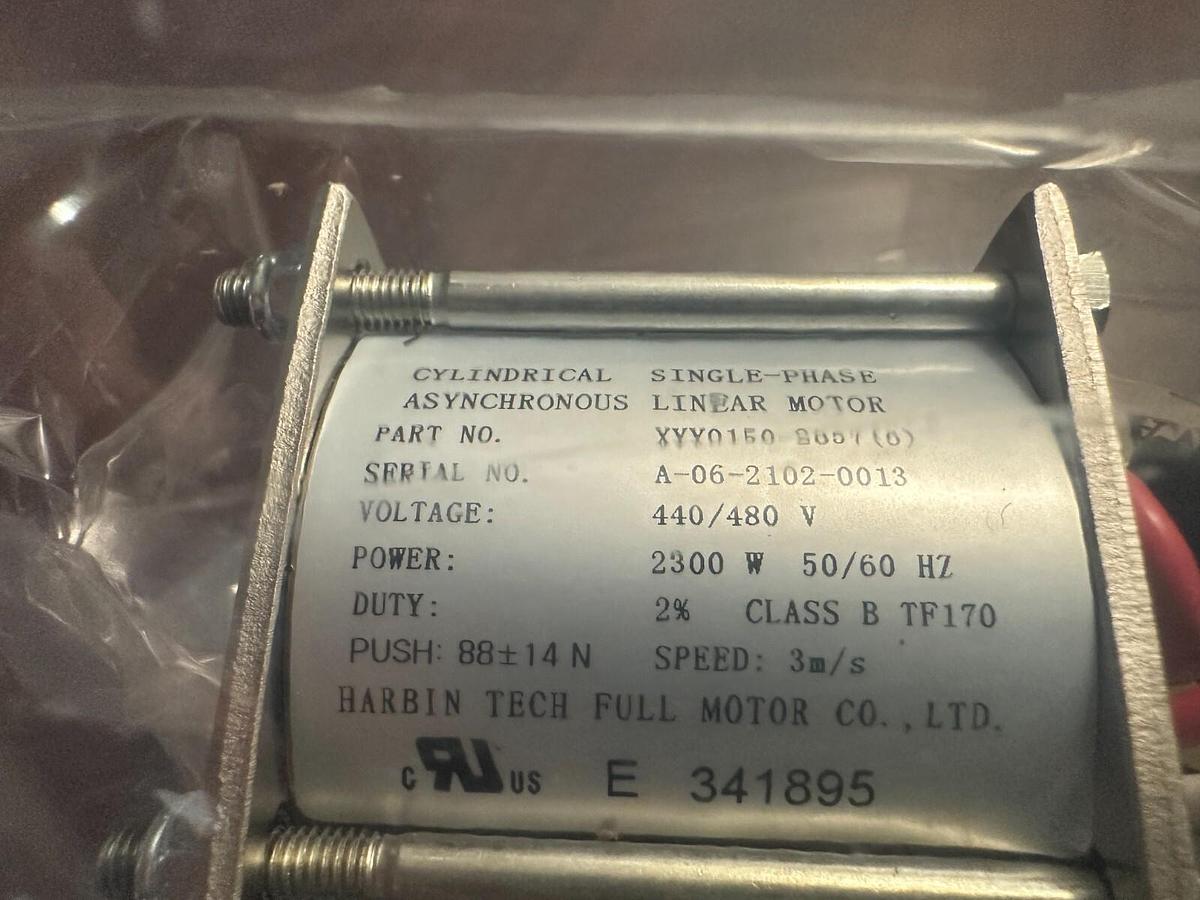 CYLINDRICAL SINGLE-PHASE
ASYNCHRONOUS LINEAR MOTOR
PART NO.
SERIAL NO. A-06-2102-0013
VOLTAGE: 440/480 V
POWER: 2300 W 50/60 HZ
DUTY: 2% CLASS B TF170
PUSH: 88±14 N SPEED: 3m/s
HARBIN TECH FULL MOTOR CO.,LTD.
c RU US E 341895